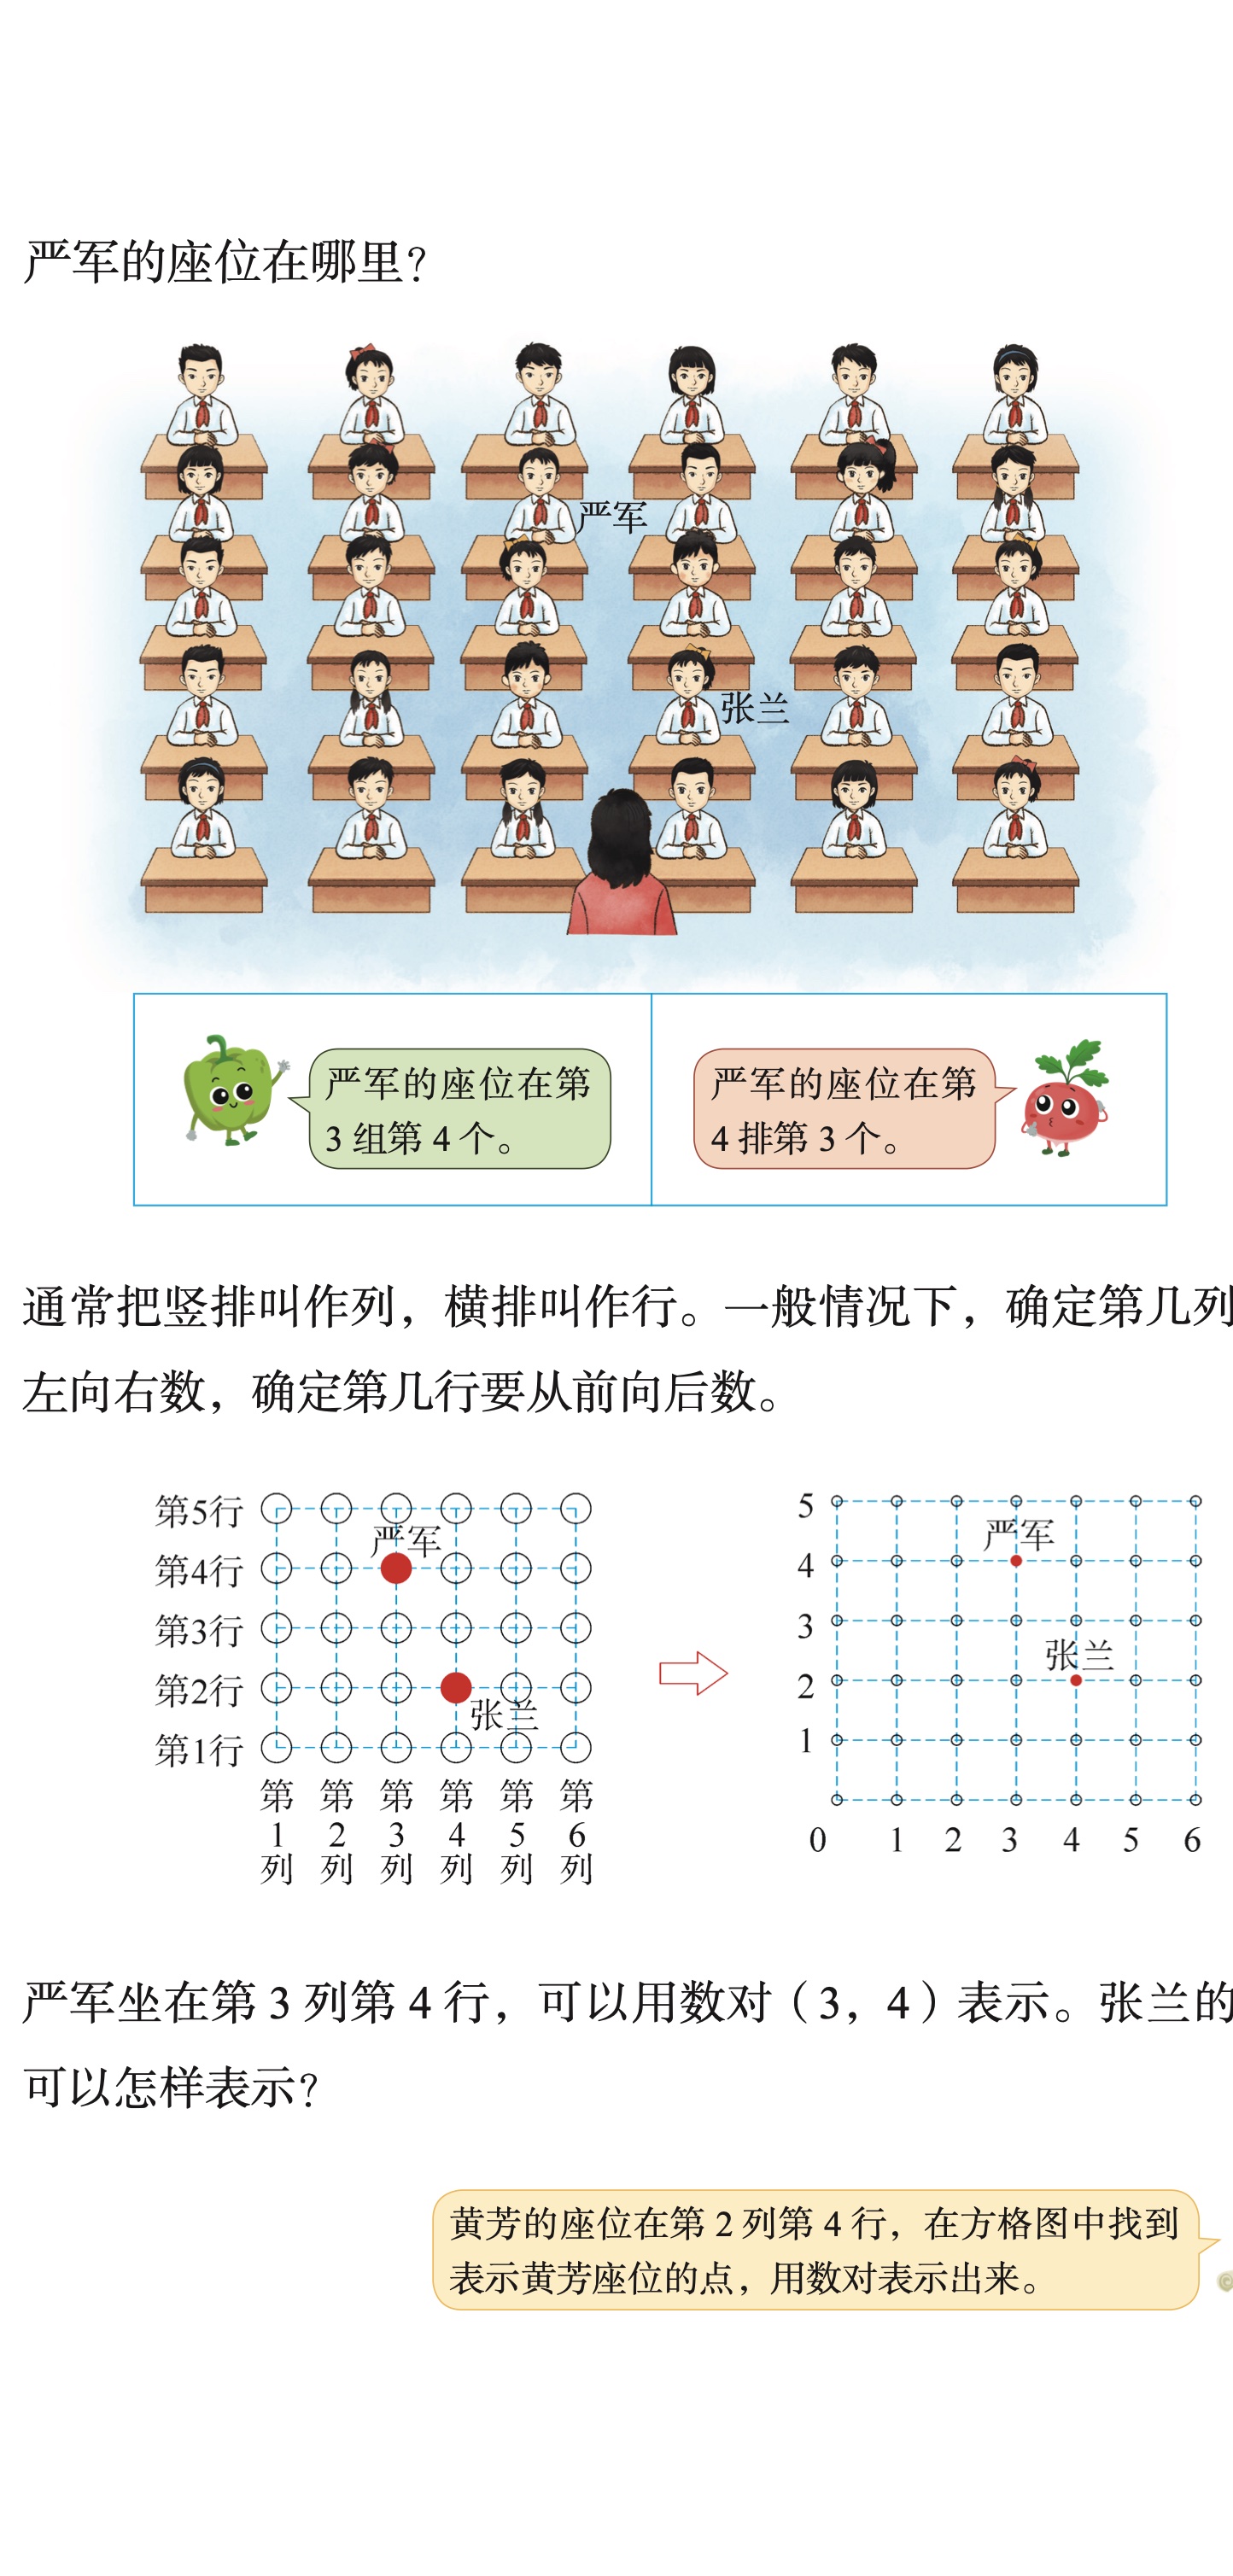 严军的座位在哪里？
严军
张兰
严军的座位在第
3 组第 4 个。
严军的座位在第
4 排第 3 个。
通常把竖排叫作列，横排叫作行。一般情况下，确定第几列
左向右数，确定第几行要从前向后数。
第5行
严军
第4行
第3行
第2行
张兰
第1行
第1列 第2列 第3列 第4列 第5列 第6列
5
严军
4
3
张兰
2
1
0 1 2 3 4 5 6
严军坐在第 3 列第 4 行，可以用数对（3，4）表示。张兰的
可以怎样表示？
黄芳的座位在第 2 列第 4 行，在方格图中找到
表示黄芳座位的点，用数对表示出来。